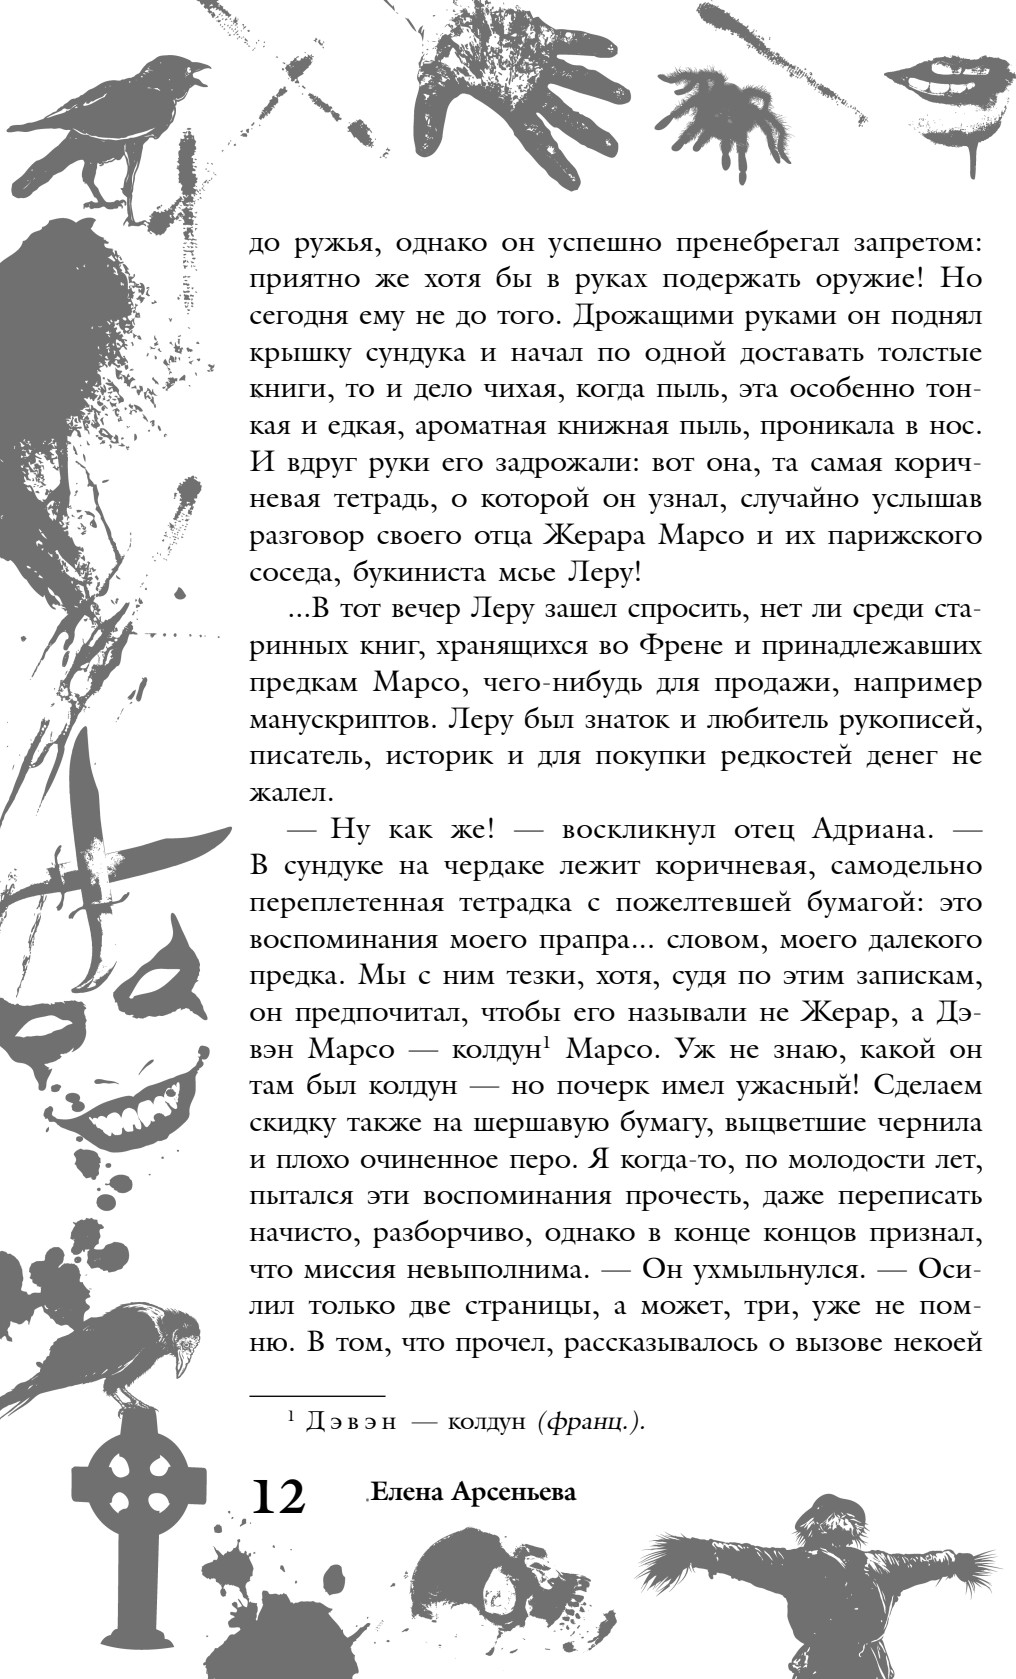 до ружья, однако он успешно пренебрегал запретом:
приятно же хотя бы в руках подержать оружие! Но
сегодня ему не до того. Дрожащими руками он поднял
крышку сундука и начал по одной доставать толстые
книги, то и дело чихая, когда пыль, эта особенно тон-
кая и едкая, ароматная книжная пыль, проникала в нос.
И вдруг руки его задрожали: вот она, та самая корич-
невая тетрадь, о которой он узнал, случайно услышав
разговор своего отца Жерара Марсо и их парижского
соседа, букиниста мсье Леру!
...В тот вечер Леру зашел спросить, нет ли среди ста-
ринных книг, хранящихся во Френе и принадлежавших
предкам Марсо, чего-нибудь для продажи, например
манускриптов. Леру был знаток и любитель рукописей,
писатель, историк и для покупки редкостей денег не
жалел.
— Ну как же! — воскликнул отец Адриана. —
В сундуке на чердаке лежит коричневая, самодельно
переплетенная тетрадка с пожелтевшей бумагой: это
воспоминания моего прапра... словом, моего далекого
предка. Мы с ним тезки, хотя, судя по этим запискам,
он предпочитал, чтобы его называли не Жерар, а Дэ-
вэн Марсо — колдун¹ Марсо. Уж не знаю, какой он
там был колдун — но почерк имел ужасный! Сделаем
скидку также на шершавую бумагу, выцветшие чернила
и плохо очиненное перо. Я когда-то, по молодости лет,
пытался эти воспоминания прочесть, даже переписать
начисто, разборчиво, однако в конце концов признал,
что миссия невыполнима. — Он ухмыльнулся. — Оси-
лил только две страницы, а может, три, уже не пом-
ню. В том, что прочел, рассказывалось о вызове некоей
¹ Дэвэн — колдун (франц.).
12 Елена Арсеньева